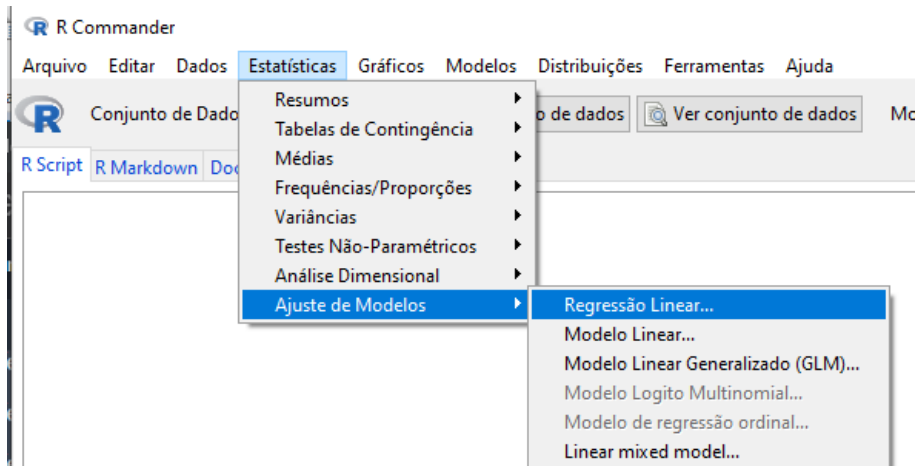 R Commander
Arquivo Editar Dados Estatísticas Gráficos Modelos Distribuições Ferramentas Ajuda
R Conjunto de Dado o de dados Ver conjunto de dados Mo
R Script R Markdown Doc
Resumos
Tabelas de Contingência
Médias
Frequências/Proporções
Variâncias
Testes Não-Paramétricos
Análise Dimensional
Ajuste de Modelos
Regressão Linear...
Modelo Linear...
Modelo Linear Generalizado (GLM)...
Modelo Logito Multinomial...
Modelo de regressão ordinal...
Linear mixed model...